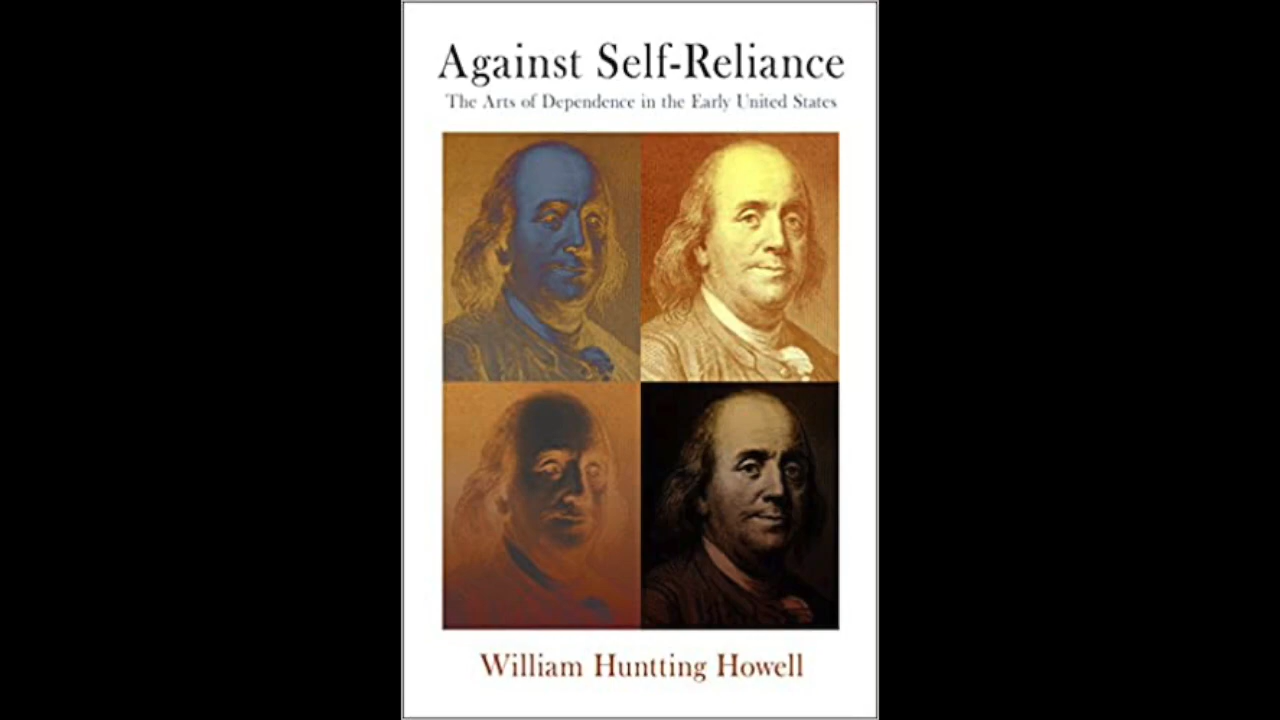 Against Self-Reliance
The Arts of Dependence in the Early United States
William Huntting Howell